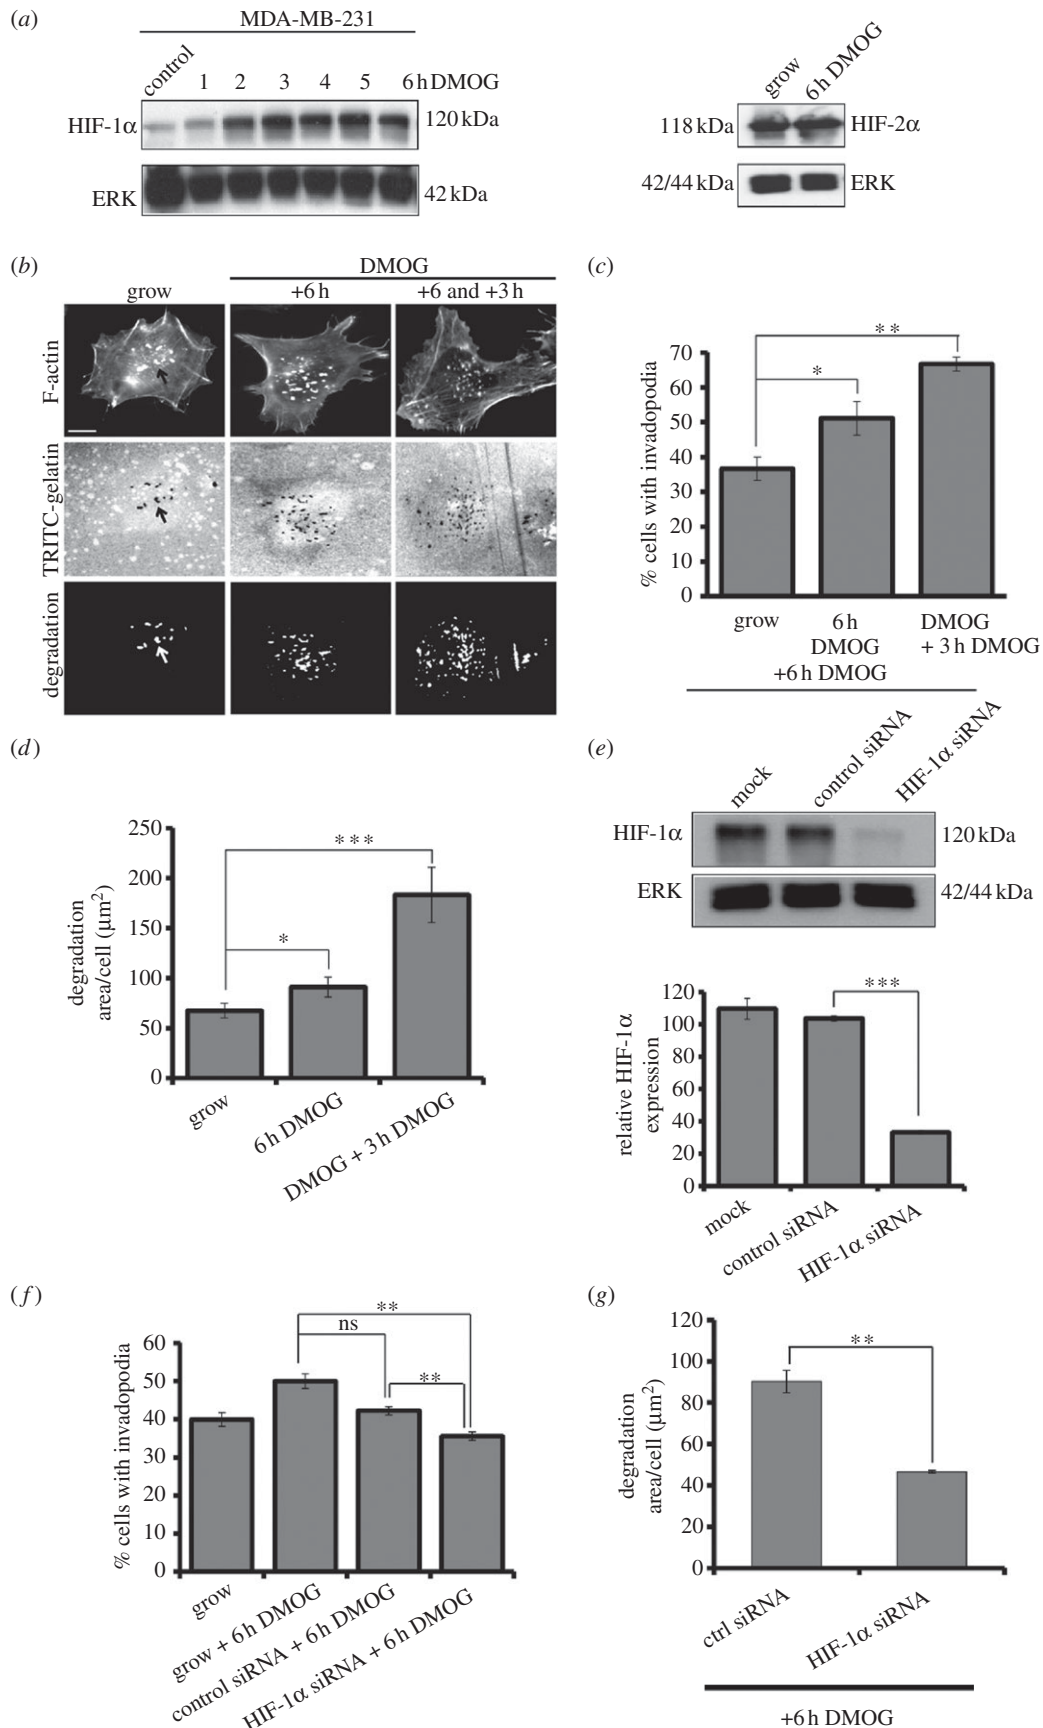 (a)
MDA-MB-231
control 1 2 3 4 5 6 h DMOG
HIF-1α 120 kDa
ERK 42 kDa
grow 6 h DMOG
118 kDa HIF-2α
42/44 kDa ERK
(b)
DMOG
grow +6 h +6 and +3 h
F-actin
TRITC-gelatin
degradation
(c)
% cells with invadopodia
70
60
50
40
30
20
10
0
*
**
grow
6 h
DMOG
DMOG
+ 3 h DMOG
(d)
degradation
area/cell (μm²)
250
200
150
100
50
0
*
***
grow
6 h DMOG
DMOG + 3 h DMOG
(e)
+6 h DMOG
mock control siRNA HIF-1α siRNA
HIF-1α 120 kDa
ERK 42/44 kDa
relative HIF-1α
expression
120
100
80
60
40
20
0
***
mock
control siRNA
HIF-1α siRNA
(f)
% cells with invadopodia
60
50
40
30
20
10
0
**
ns
**
grow
grow + 6 h DMOG
control siRNA + 6 h DMOG
HIF-1α siRNA + 6 h DMOG
(g)
degradation
area/cell (μm²)
120
100
80
60
40
20
0
**
ctrl siRNA
HIF-1α siRNA
+6 h DMOG